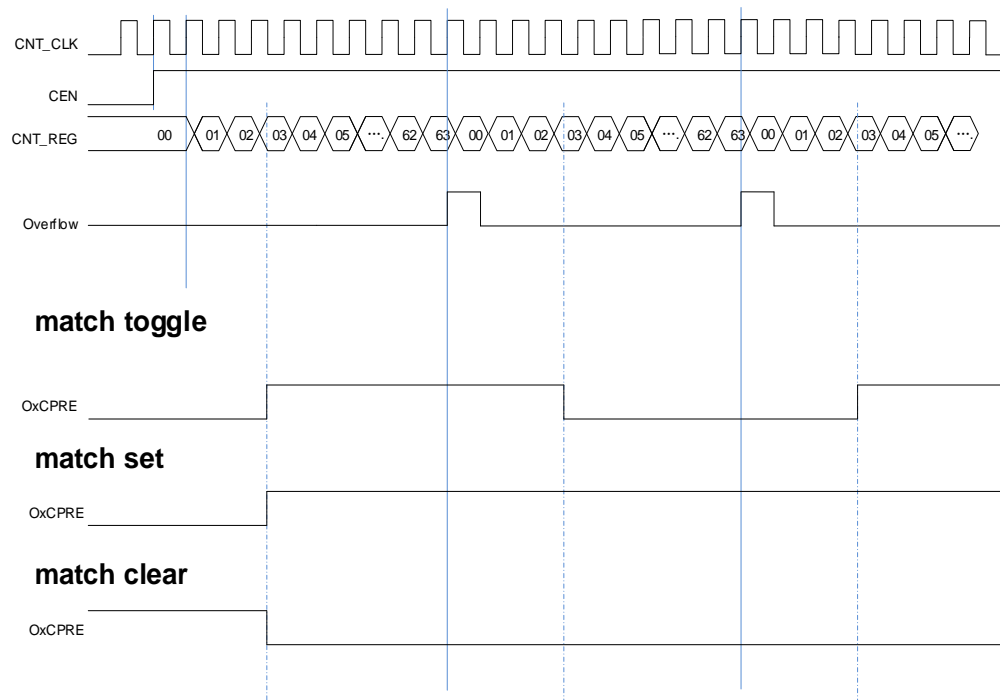 CNT_CLK
CEN
CNT_REG 00 01 02 03 04 05 ···. 62 63 00 01 02 03 04 05 ···. 62 63 00 01 02 03 04 05 ···.
Overflow
match toggle
OxCPRE
match set
OxCPRE
match clear
OxCPRE